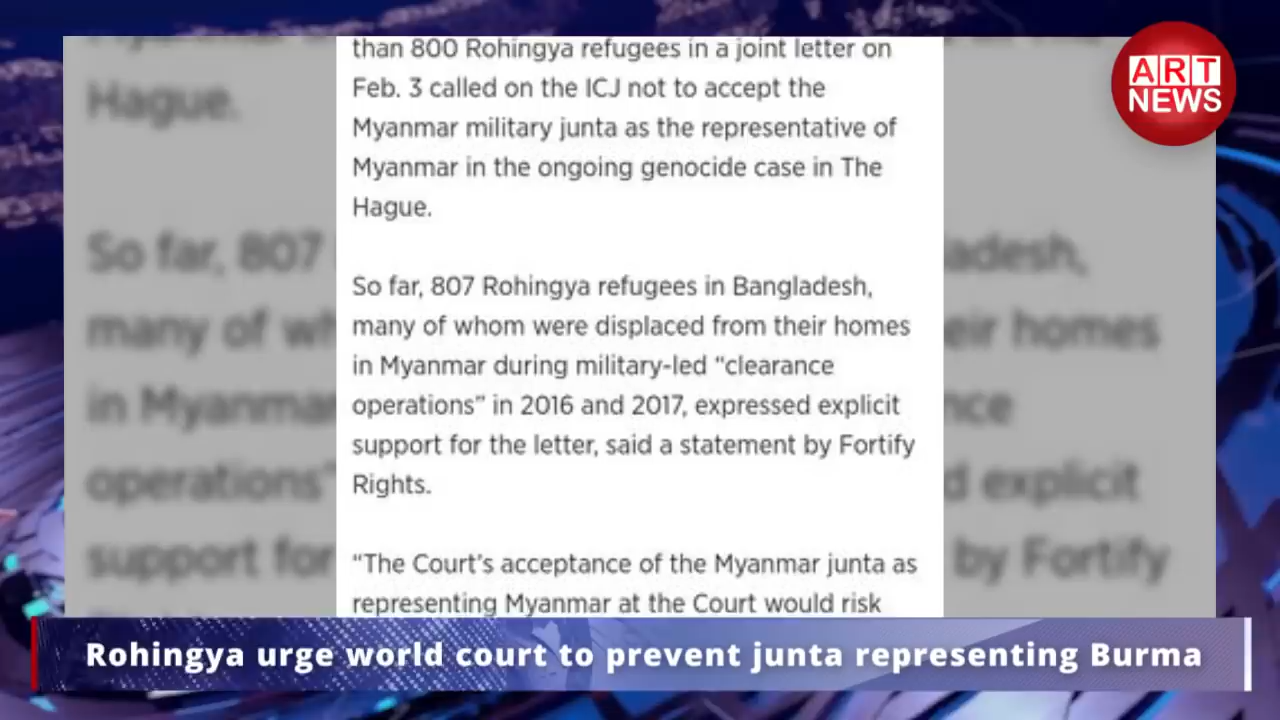 ART
NEWS
than 800 Rohingya refugees in a joint letter on
Feb. 3 called on the ICJ not to accept the
Myanmar military junta as the representative of
Myanmar in the ongoing genocide case in The
Hague.
So far, 807 Rohingya refugees in Bangladesh,
many of whom were displaced from their homes
in Myanmar during military-led “clearance
operations” in 2016 and 2017, expressed explicit
support for the letter, said a statement by Fortify
Rights.
“The Court’s acceptance of the Myanmar junta as
representing Myanmar at the Court would risk
Rohingya urge world court to prevent junta representing Burma